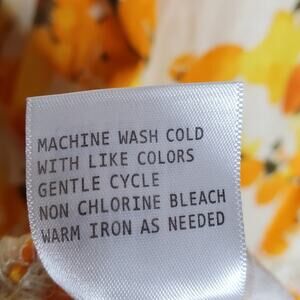 MACHINE WASH COLD
WITH LIKE COLORS
GENTLE CYCLE
NON CHLORINE BLEACH
WARM IRON AS NEEDED